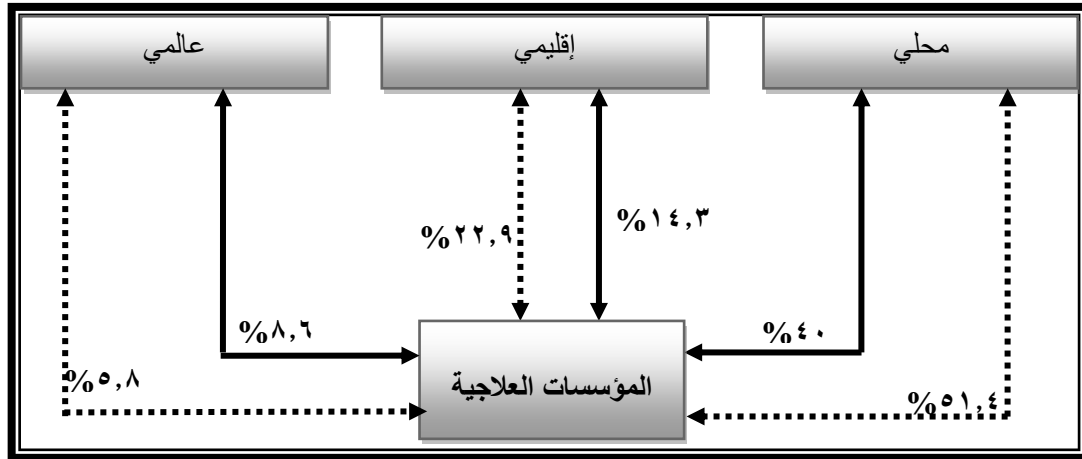 محلي
إقليمي
عالمي
%١٤,٣
%٢٢,٩
%٤٠
%٨,٦
%٥١,٤
%٥,٨
المؤسسات العلاجية